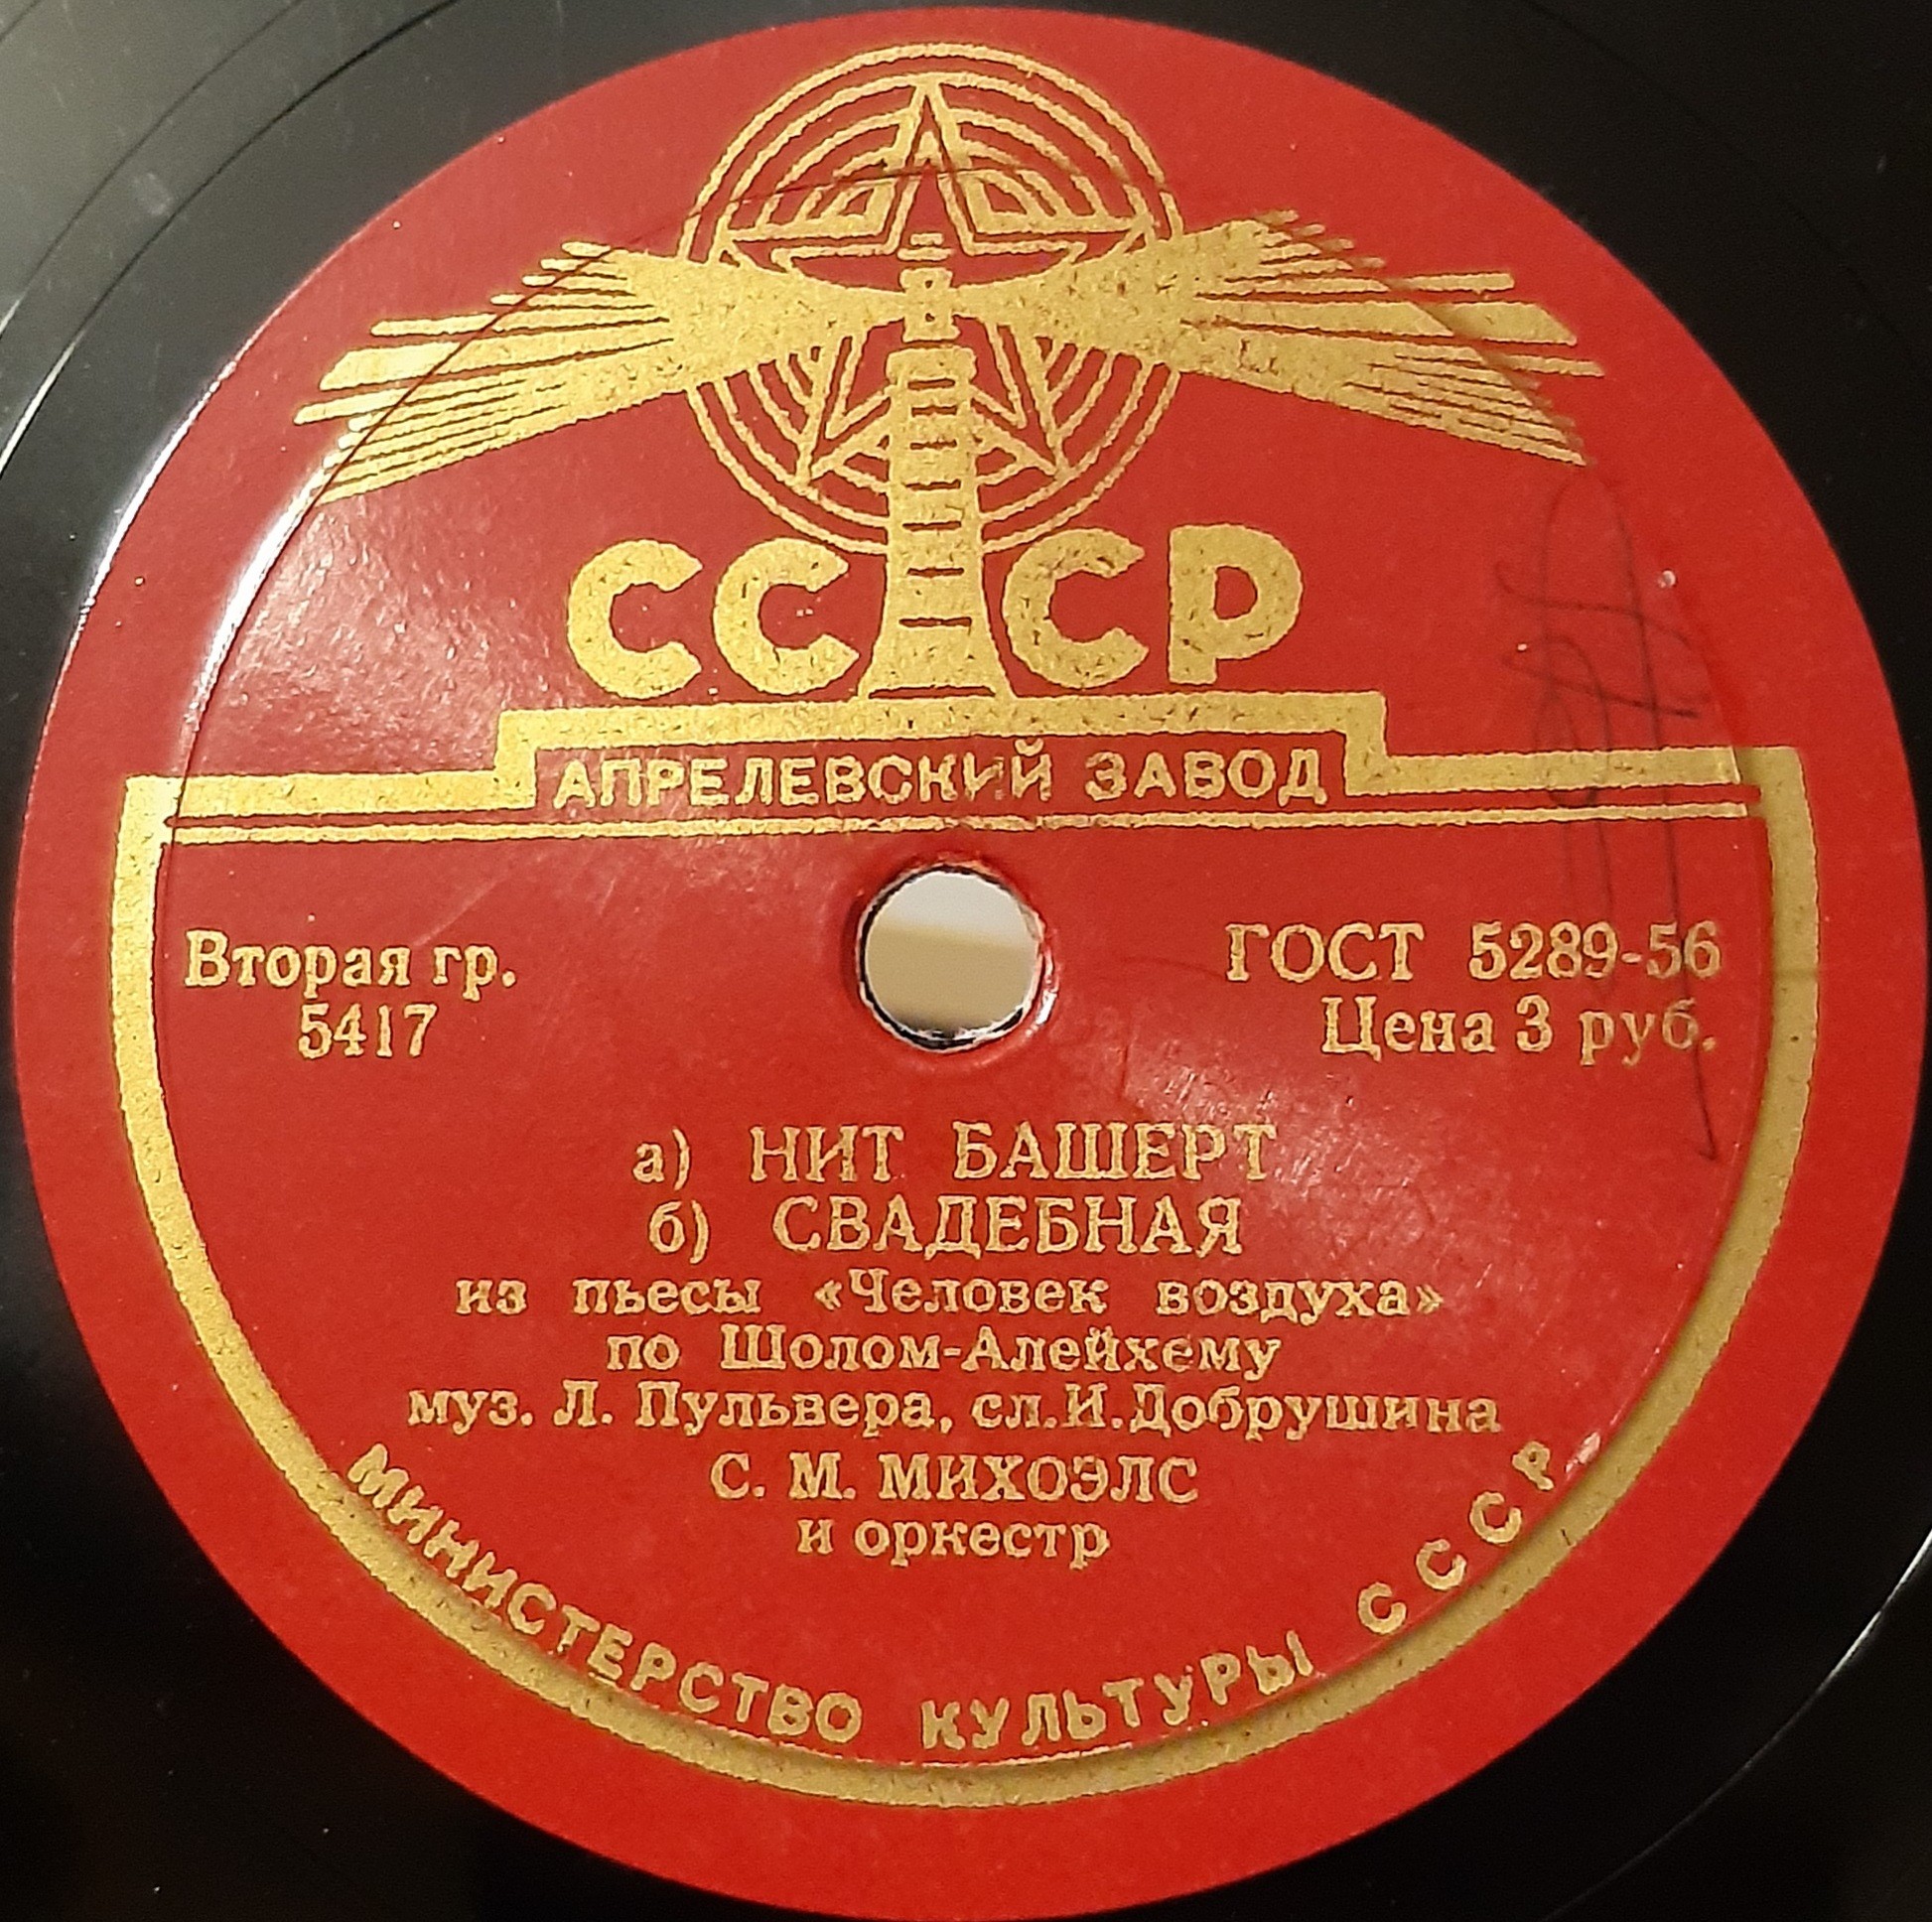 СССР
АПРЕЛЕВСКИЙ ЗАВОД
Вторая гр.
5417
ГОСТ 5289-56
Цена 3 руб.
а) НИТ БАШЕРТ
б) СВАДЕБНАЯ
из пьесы «Человек воздуха»
по Шолом-Алейхему
муз. Л. Пульвера, сл.И.Добрушина
С. М. МИХОЭЛС
и оркестр
МИНИСТЕРСТВО КУЛЬТУРЫ СССР